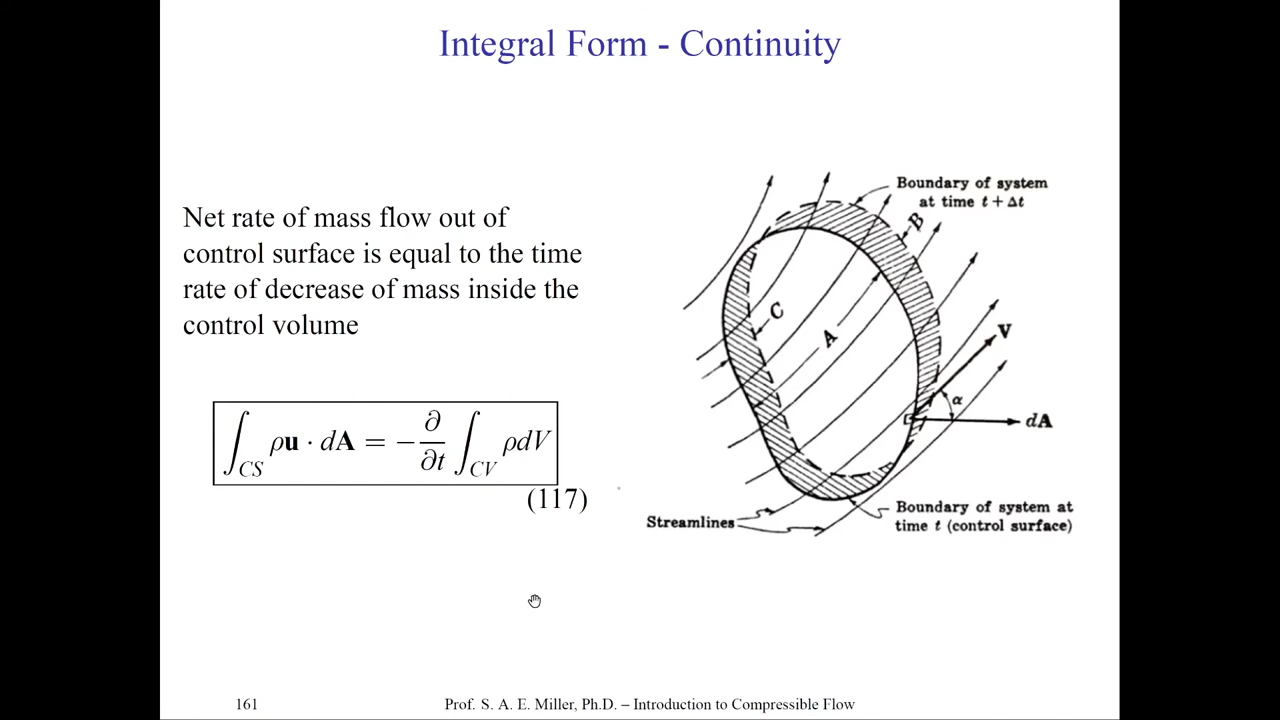 Integral Form - Continuity
Net rate of mass flow out of
control surface is equal to the time
rate of decrease of mass inside the
control volume
∫_CS ρu · dA = −∂/∂t ∫_CV ρdV
(117)
Boundary of system
at time t + Δt
B
C
A
V
α
dA
Boundary of system at
time t (control surface)
Streamlines
161
Prof. S. A. E. Miller, Ph.D. – Introduction to Compressible Flow